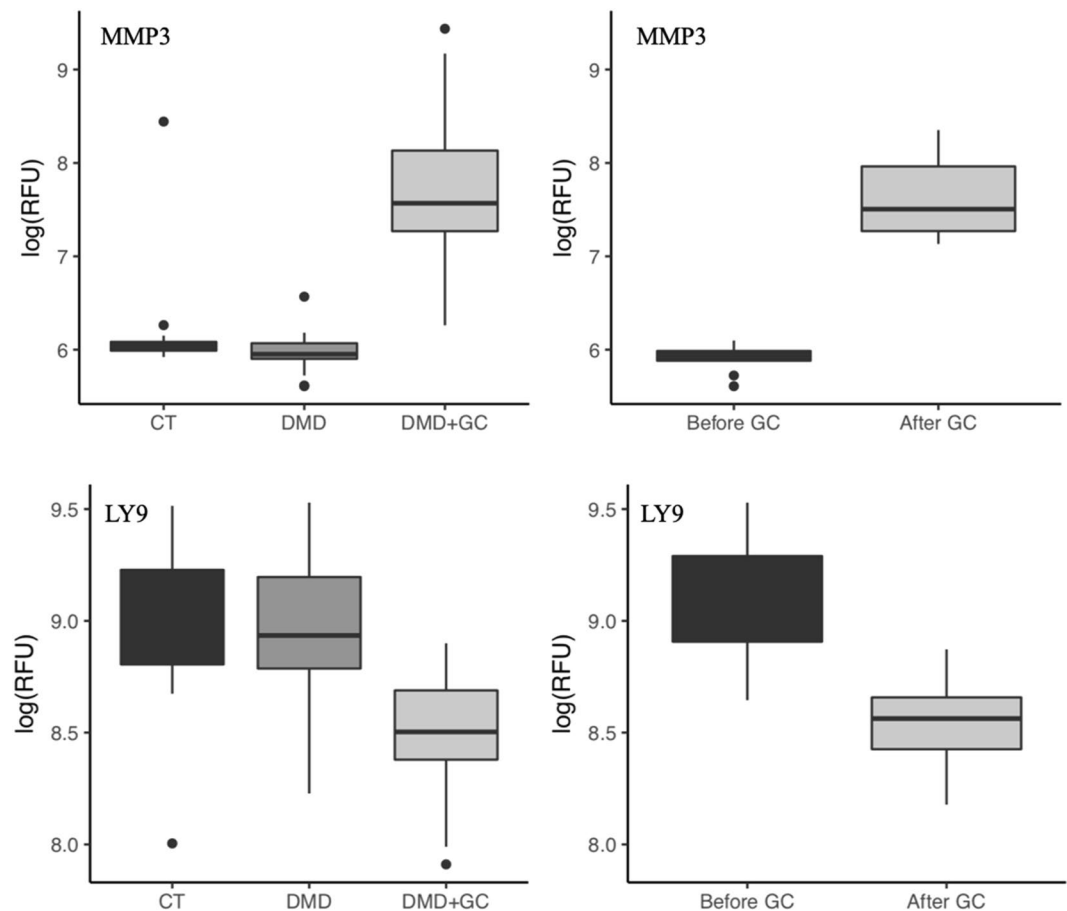 MMP3
9
8
7
6
log(RFU)
CT
DMD
DMD+GC
MMP3
9
8
7
6
log(RFU)
Before GC
After GC
LY9
9.5
9.0
8.5
8.0
log(RFU)
CT
DMD
DMD+GC
LY9
9.5
9.0
8.5
8.0
log(RFU)
Before GC
After GC